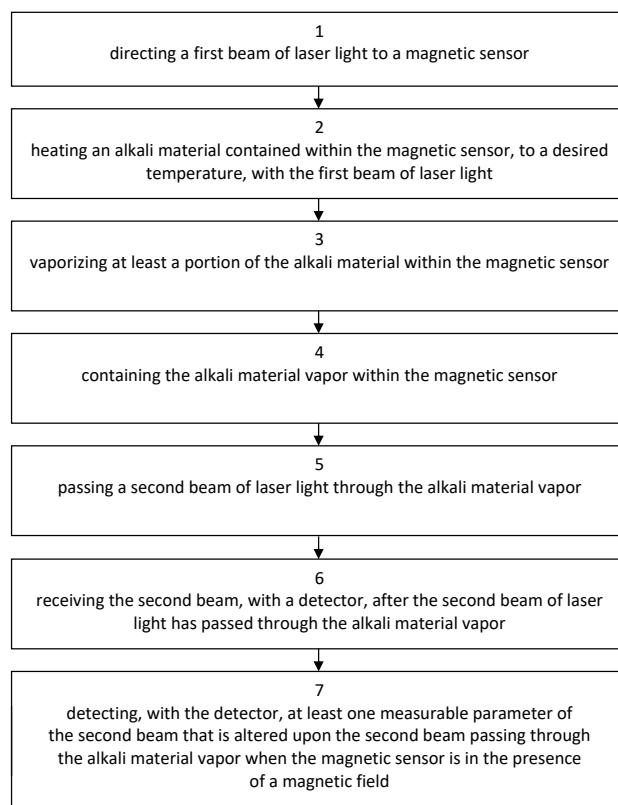 1
directing a first beam of laser light to a magnetic sensor
2
heating an alkali material contained within the magnetic sensor, to a desired
temperature, with the first beam of laser light
3
vaporizing at least a portion of the alkali material within the magnetic sensor
4
containing the alkali material vapor within the magnetic sensor
5
passing a second beam of laser light through the alkali material vapor
6
receiving the second beam, with a detector, after the second beam of laser
light has passed through the alkali material vapor
7
detecting, with the detector, at least one measurable parameter of
the second beam that is altered upon the second beam passing through
the alkali material vapor when the magnetic sensor is in the presence
of a magnetic field